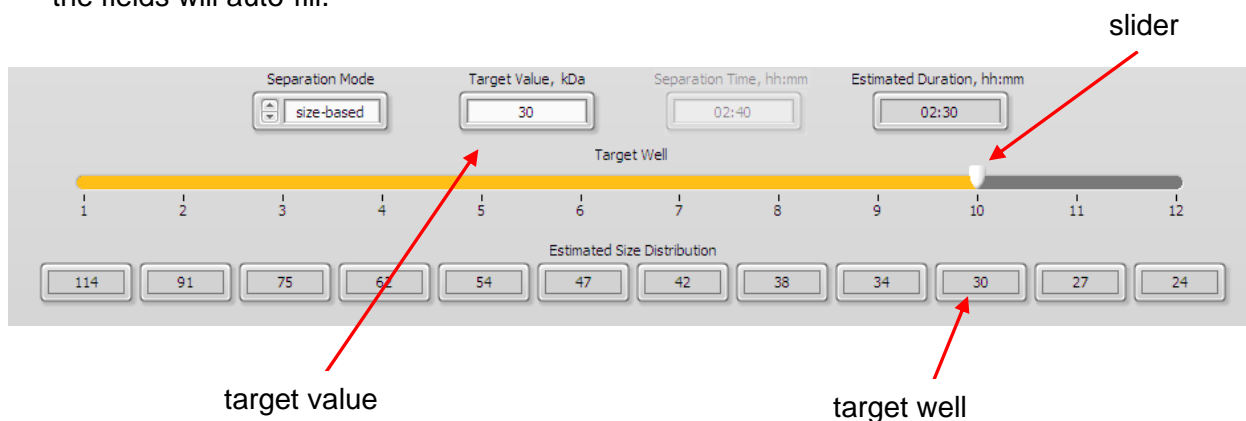 the fields will auto-fill.
slider
Separation Mode Target Value, kDa Separation Time, hh:mm Estimated Duration, hh:mm
size-based 30 02:40 02:30
Target Well
1 2 3 4 5 6 7 8 9 10 11 12
Estimated Size Distribution
114 91 75 62 54 47 42 38 34 30 27 24
target value target well